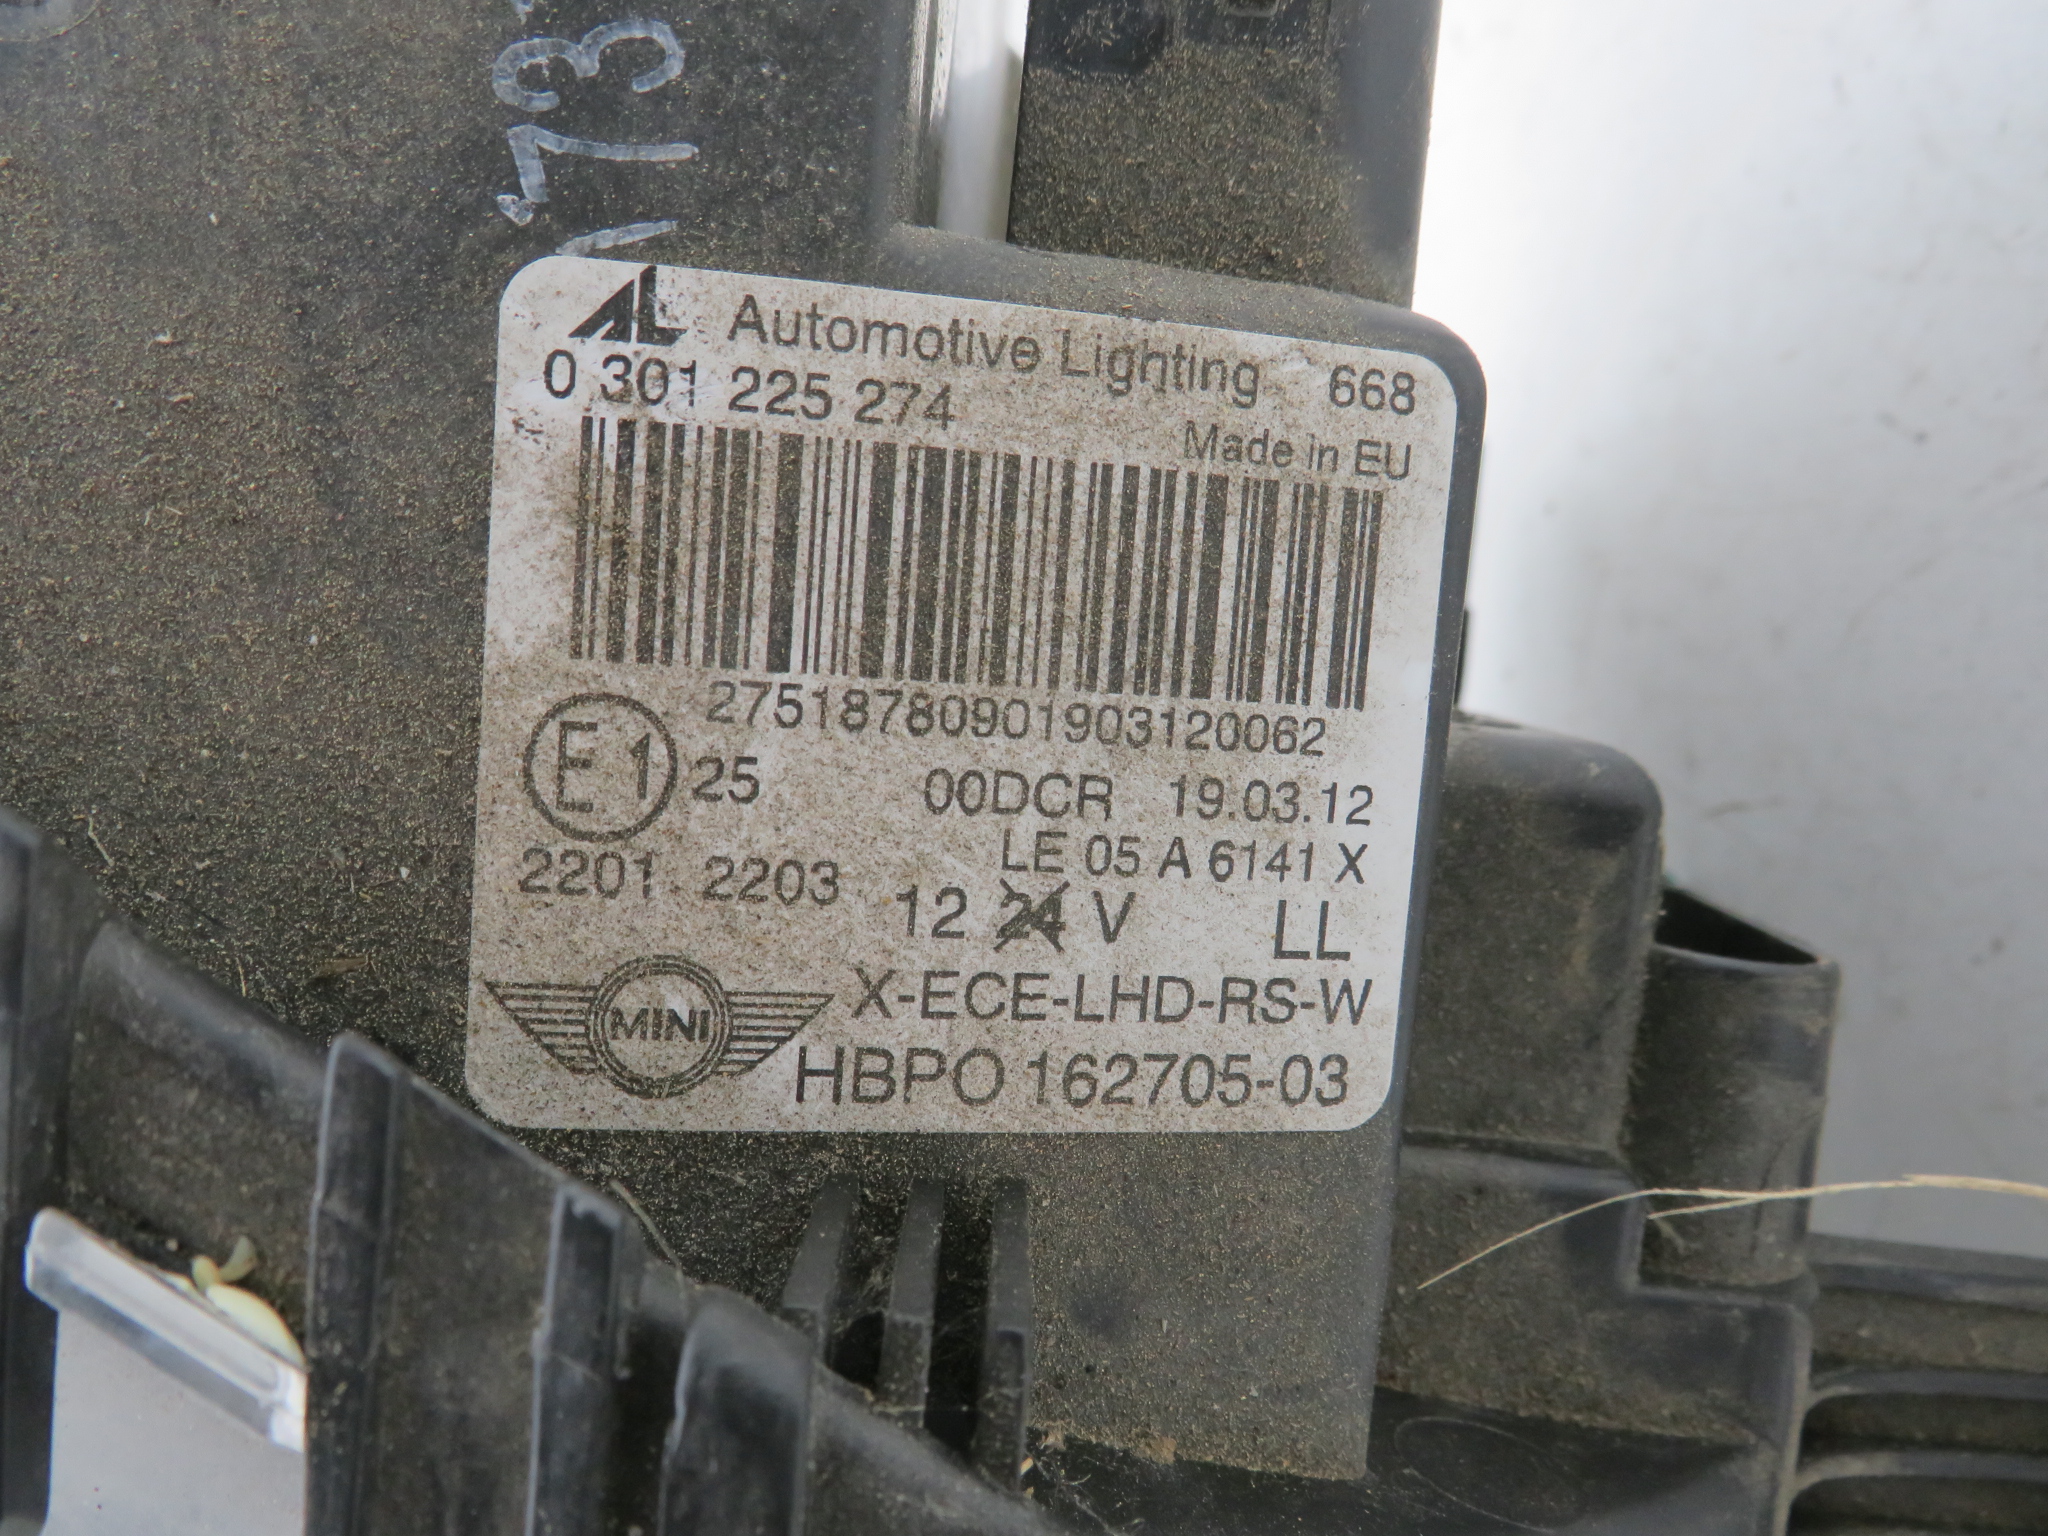 AL Automotive Lighting 668
0 301 225 274
Made in EU
27518780901903120062
E1 25 00DCR 19.03.12
LE 05 A 6141 X
2201 2203 12 24 V LL
X-ECE-LHD-RS-W
MINI
HBPO 162705-03